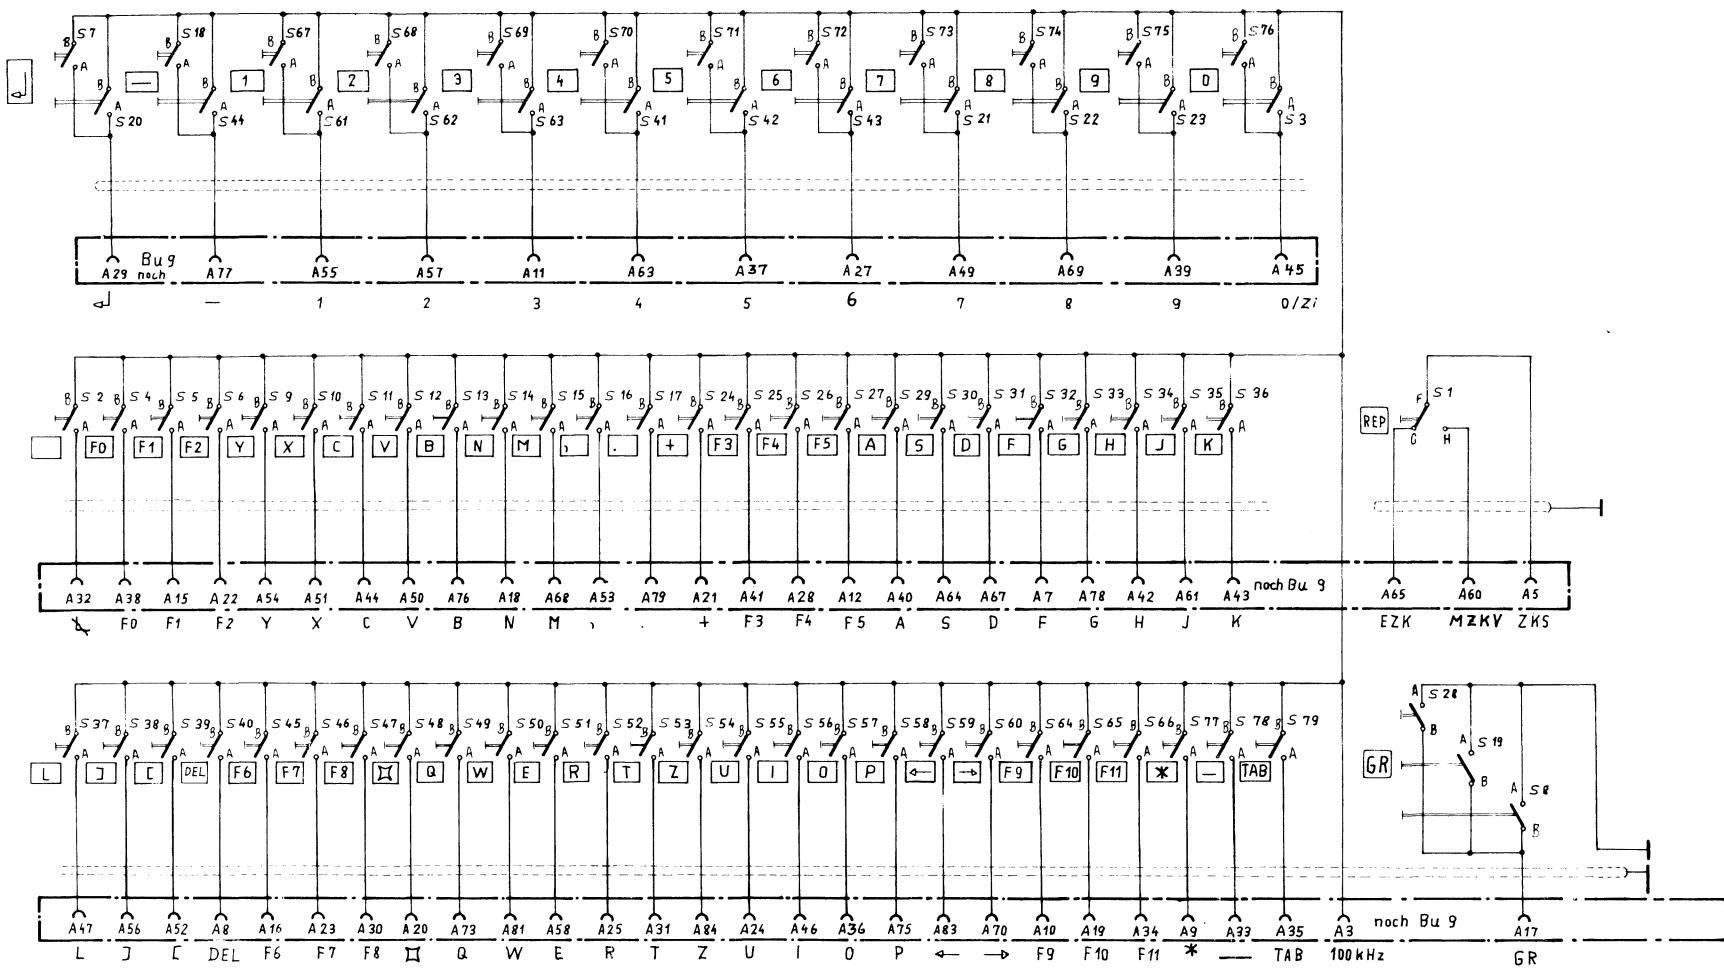 S7 S18 S67 S68 S69 S70 S71 S72 S73 S74 S75 S76
B B B B B B B B B B B B
A A A A A A A A A A A A
— 1 2 3 4 5 6 7 8 9 0
B B B B B B B B B B B B
A A A A A A A A A A A A
S20 S44 S61 S62 S63 S41 S42 S43 S21 S22 S23 S3
Bu 9
noch
A29 A77 A55 A57 A11 A63 A37 A27 A49 A69 A39 A45
— 1 2 3 4 5 6 7 8 9 0/Zi
S2 S4 S5 S6 S9 S10 S11 S12 S13 S14 S15 S16 S17 S24 S25 S26 S27 S29 S30 S31 S32 S33 S34 S35 S36 S1
B B B B B B B B B B B B B B B B B B B B B B B B B F
A A A A A A A A A A A A A A A A A A A A A A A A A G H
F0 F1 F2 Y X C V B N M , . + F3 F4 F5 A S D F G H J K REP
A32 A38 A15 A22 A54 A51 A44 A50 A76 A18 A68 A53 A79 A21 A41 A28 A12 A40 A64 A67 A7 A78 A42 A61 A43 noch Bu 9 A65 A60 A5
F0 F1 F2 Y X C V B N M , . + F3 F4 F5 A S D F G H J K EZK MZKV ZKS
S37 S38 S39 S40 S45 S46 S47 S48 S49 S50 S51 S52 S53 S54 S55 S56 S57 S58 S59 S60 S64 S65 S66 S77 S78 S79
B B B B B B B B B B B B B B B B B B B B B B B B B B
A A A A A A A A A A A A A A A A A A A A A A A A A A
L ] [ DEL F6 F7 F8 ¤ Q W E R T Z U I O P ← → F9 F10 F11 * — TAB
A S28
B
A S19
B
GR
A S8
B
A47 A56 A52 A8 A16 A23 A30 A20 A73 A81 A58 A25 A31 A84 A24 A46 A36 A75 A83 A70 A10 A19 A34 A9 A33 A35 A3 noch Bu 9 A17
L ] [ DEL F6 F7 F8 ¤ Q W E R T Z U I O P ← → F9 F10 F11 * — TAB 100kHz GR